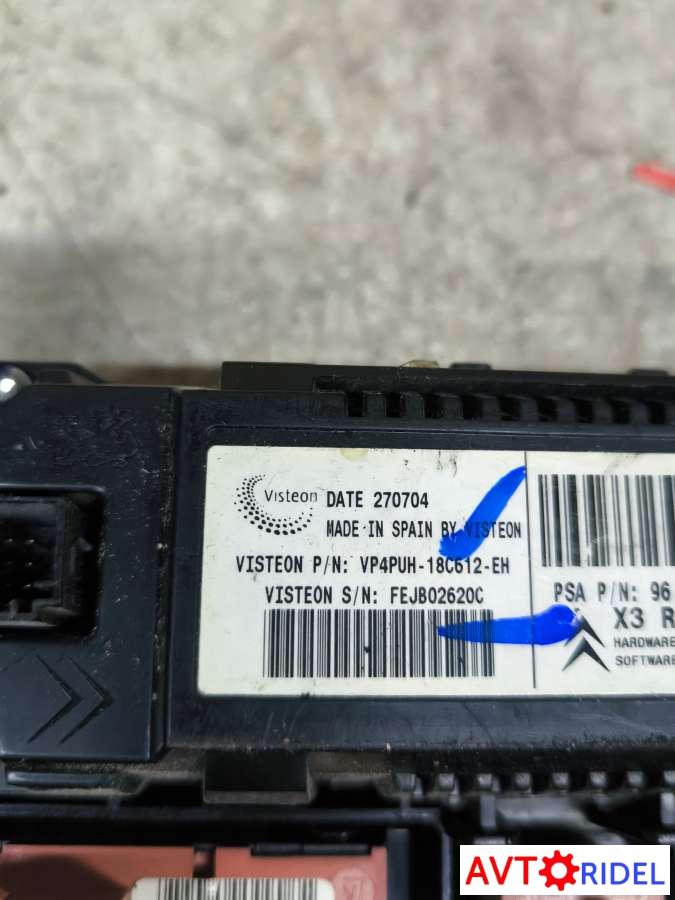 Visteon
DATE 270704
MADE IN SPAIN BY VISTEON
VISTEON P/N: VP4PUH-18C612-EH
VISTEON S/N: FEJB02620C
PSA P/N: 96
X3 R
HARDWARE
SOFTWARE
AVTORIDEL